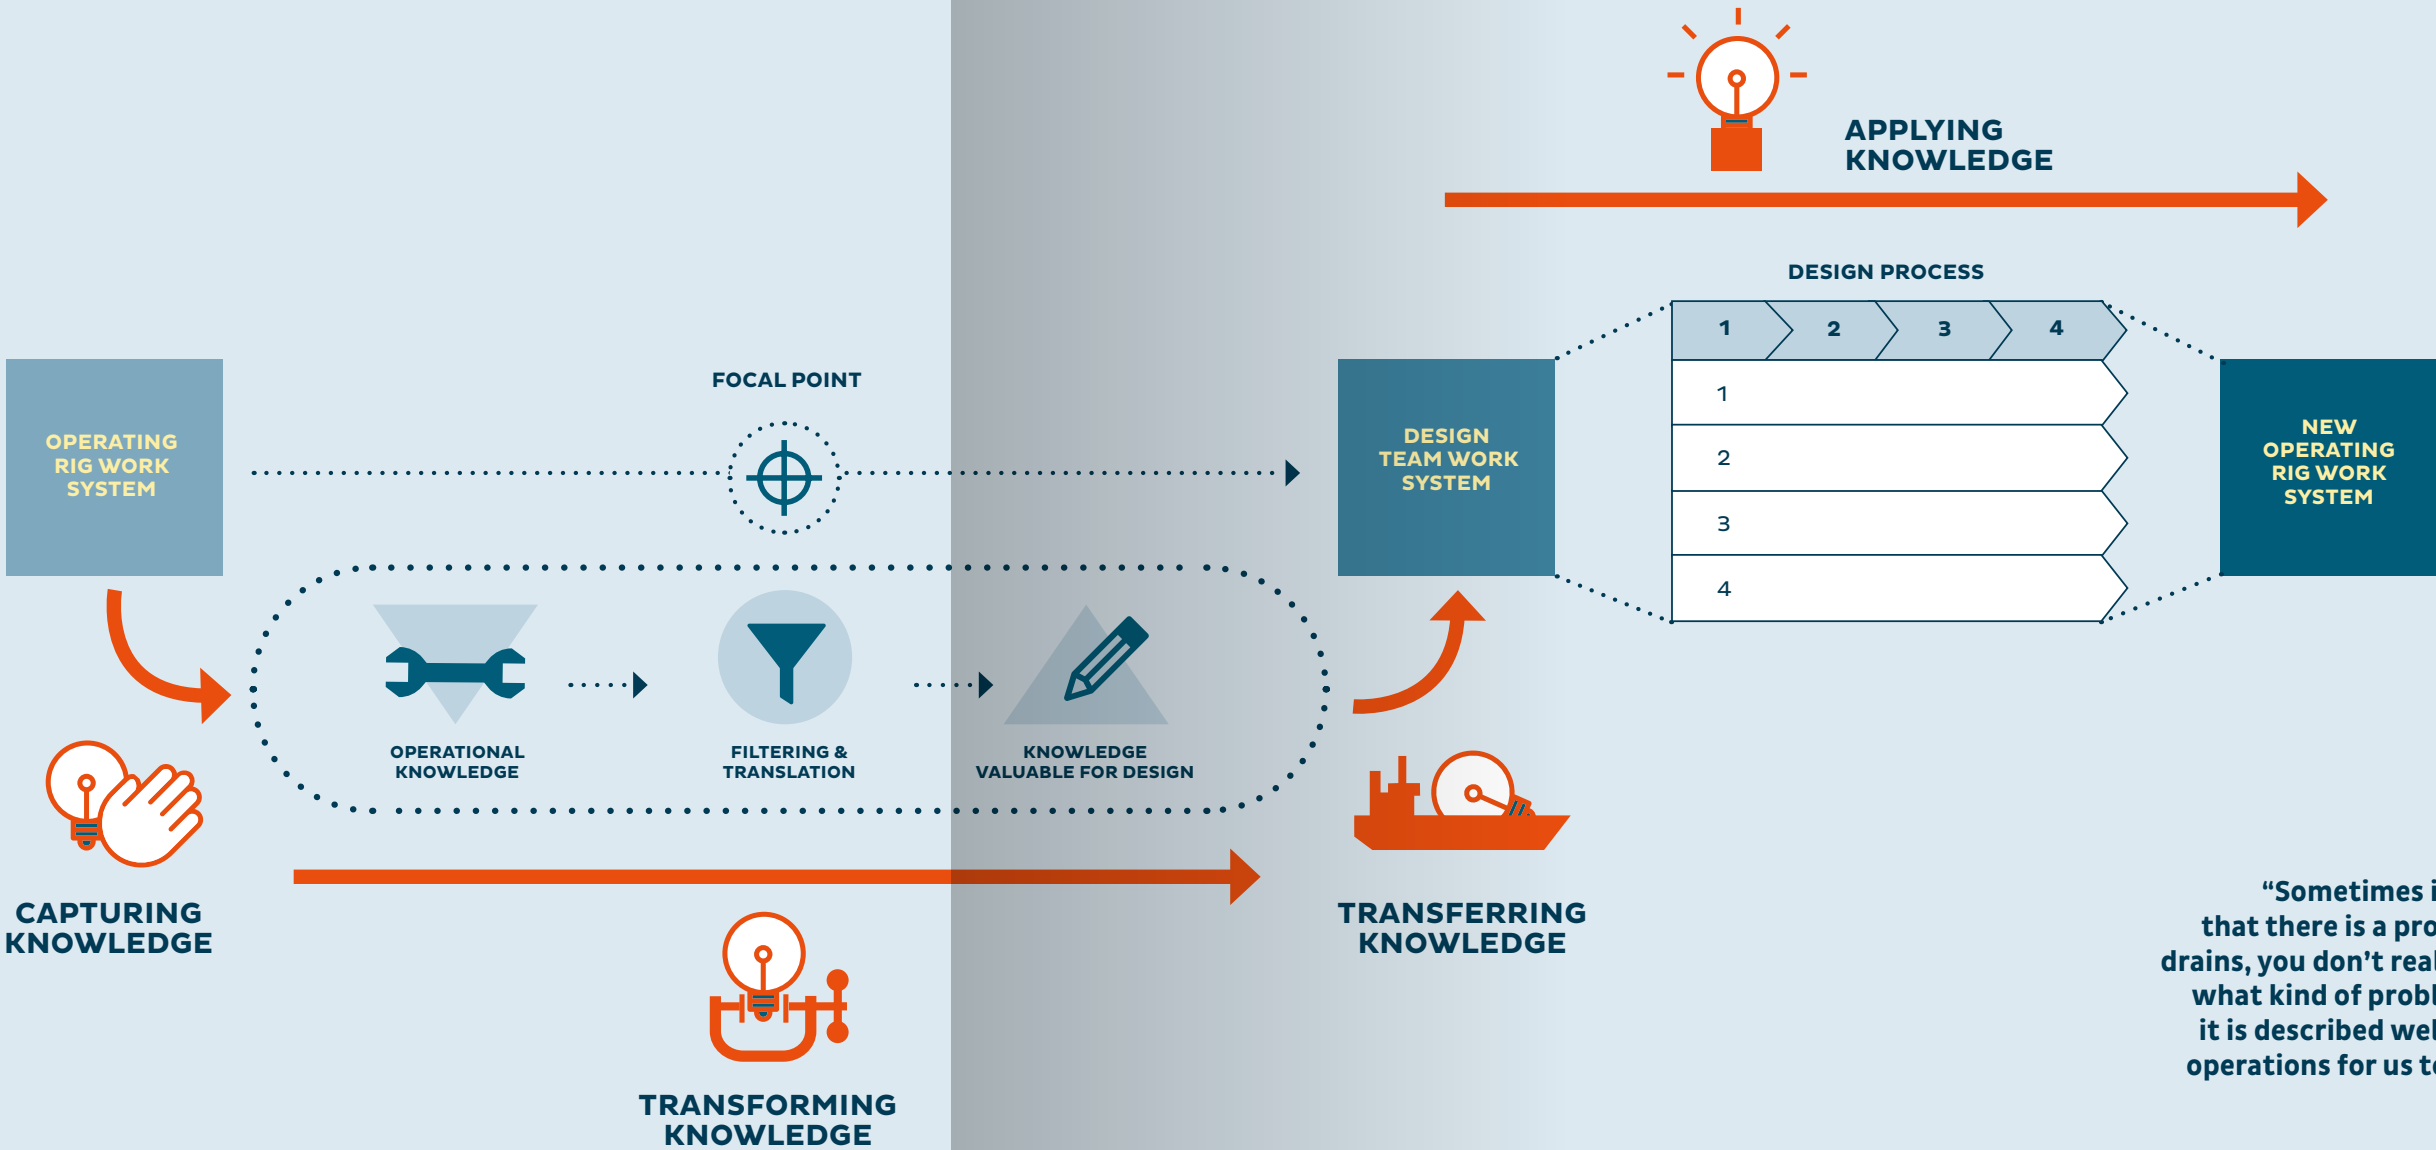 APPLYING
KNOWLEDGE
DESIGN PROCESS
1 2 3 4
1
2
3
4
FOCAL POINT
OPERATING
RIG WORK
SYSTEM
DESIGN
TEAM WORK
SYSTEM
NEW
OPERATING
RIG WORK
SYSTEM
OPERATIONAL
KNOWLEDGE
FILTERING &
TRANSLATION
KNOWLEDGE
VALUABLE FOR DESIGN
CAPTURING
KNOWLEDGE
TRANSFORMING
KNOWLEDGE
TRANSFERRING
KNOWLEDGE
“Sometimes
that there is a
drains, you don’t
what kind of
it is described
operations for us